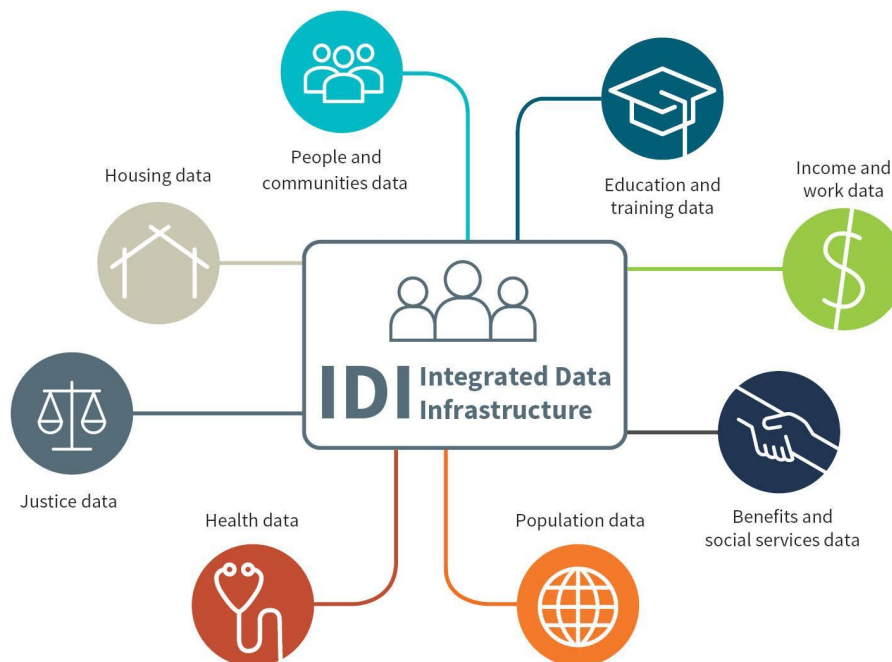 People and
communities data
Education and
training data
Income and
work data
Housing data
IDI Integrated Data
Infrastructure
Justice data
Benefits and
social services data
Health data
Population data